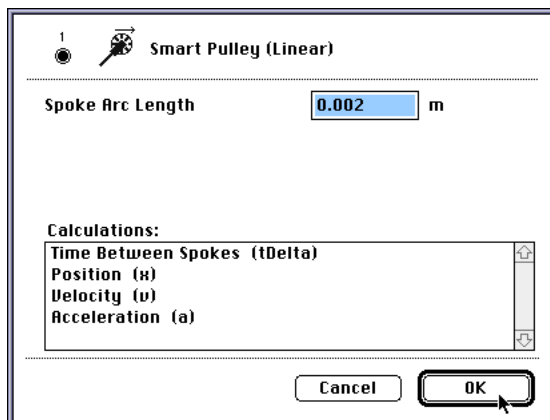 1
Smart Pulley (Linear)
Spoke Arc Length 0.002 m
Calculations:
Time Between Spokes (tDelta)
Position (x)
Velocity (v)
Acceleration (a)
Cancel OK